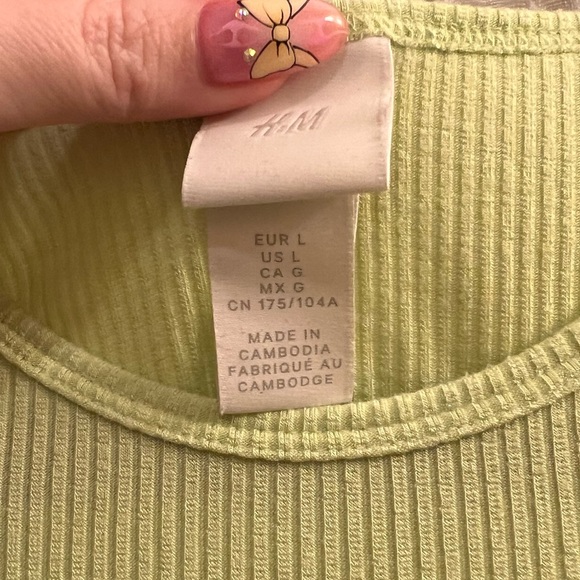 H&M
EUR L
US L
CA G
MX G
CN 175/104A
MADE IN
CAMBODIA
FABRIQUÉ AU
CAMBODGE